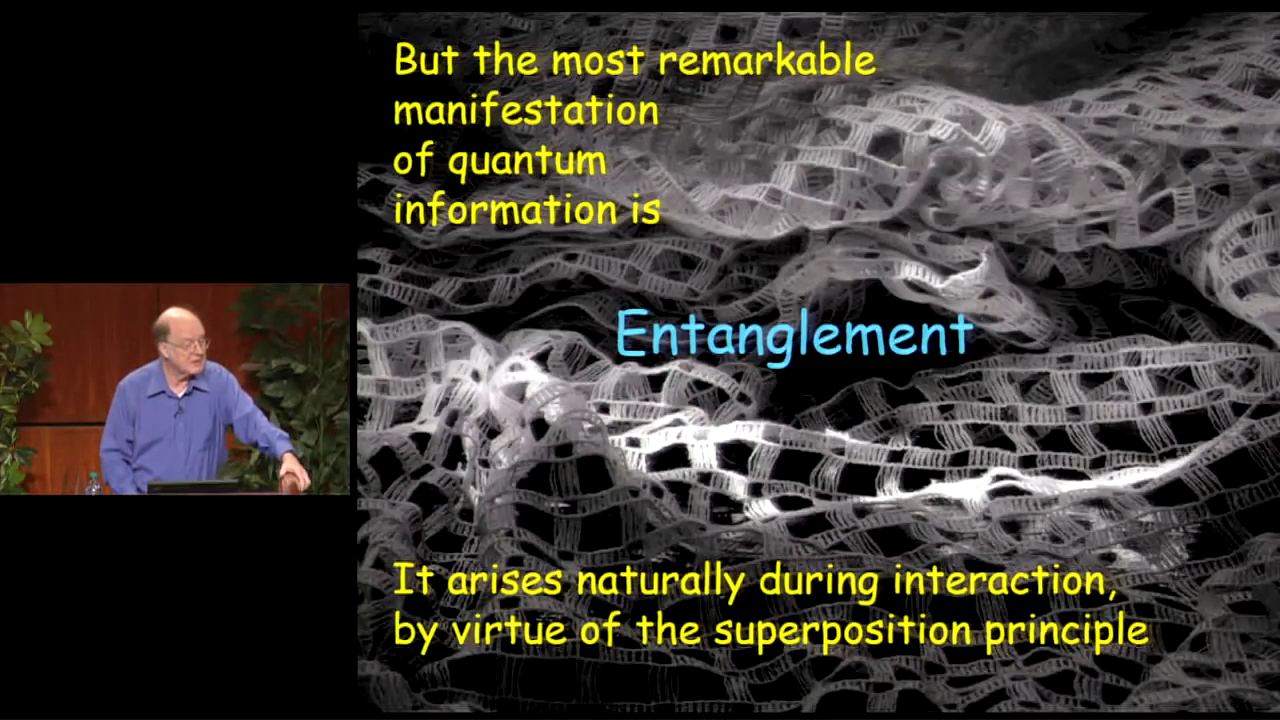 But the most remarkable
manifestation
of quantum
information is
Entanglement
It arises naturally during interaction,
by virtue of the superposition principle